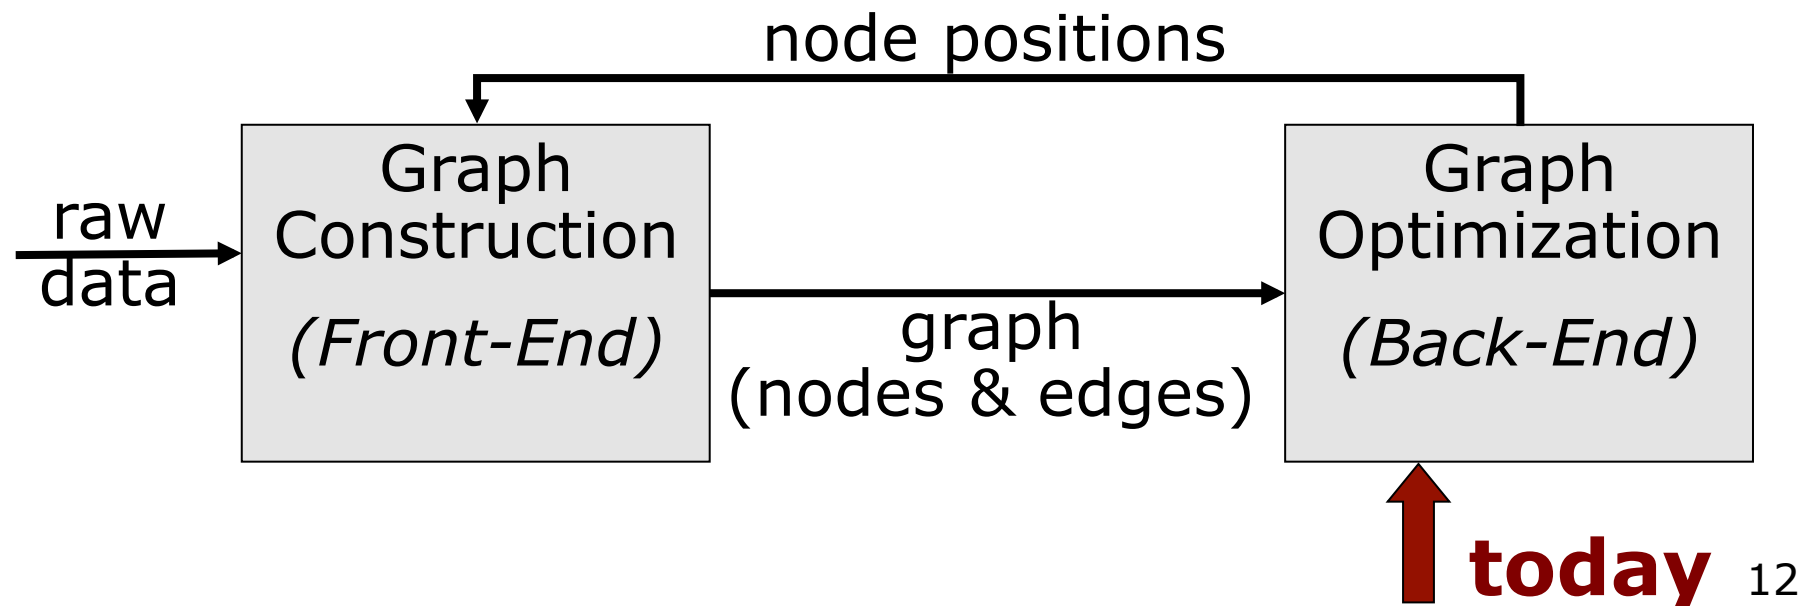 node positions
raw
data
Graph
Construction
(Front-End)
graph
(nodes & edges)
Graph
Optimization
(Back-End)
today
12